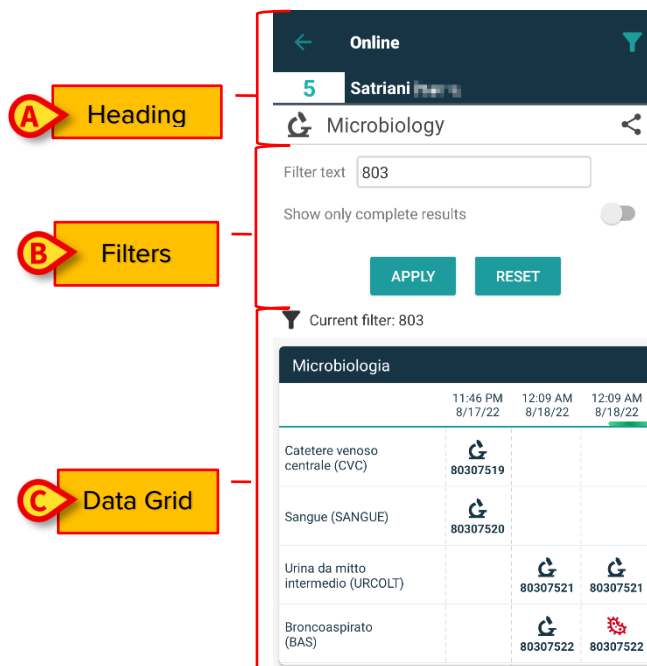 Online
5 Satriani
A Heading
Microbiology
Filter text 803
Show only complete results
B Filters
APPLY RESET
Current filter: 803
Microbiologia
11:46 PM 12:09 AM 12:09 AM
8/17/22 8/18/22 8/18/22
Catetere venoso
centrale (CVC)
80307519
C Data Grid
Sangue (SANGUE)
80307520
Urina da mitto
intermedio (URCOLT)
80307521 80307521
Broncoaspirato
(BAS)
80307522 80307522